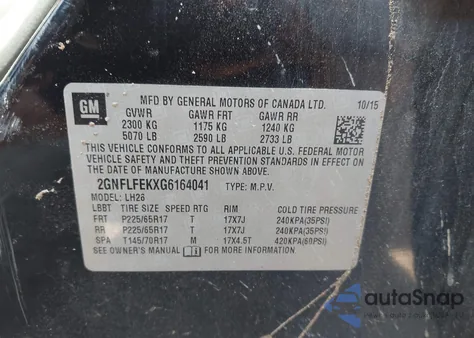 GM
MFD BY GENERAL MOTORS OF CANADA LTD. 10/15
GVWR GAWR FRT GAWR RR
2300 KG 1175 KG 1240 KG
5070 LB 2590 LB 2733 LB
THIS VEHICLE CONFORMS TO ALL APPLICABLE U.S. FEDERAL MOTOR VEHICLE SAFETY, BUMPER, AND THEFT PREVENTION STANDARDS IN EFFECT ON THE DATE OF MANUFACTURE SHOWN ABOVE.
2GNFLFEKXG6164041 TYPE: M.P.V.
MODEL: LH26
LBBT TIRE SIZE SPEED RTG RIM COLD TIRE PRESSURE
FRT P225/65R17 T 17X7J 240KPA(35PSI)
RR P225/65R17 T 17X7J 240KPA(35PSI)
SPA T145/70R17 M 17X4.5T 420KPA(60PSI)
SEE OWNER'S MANUAL FOR MORE INFORMATION
autoSnap